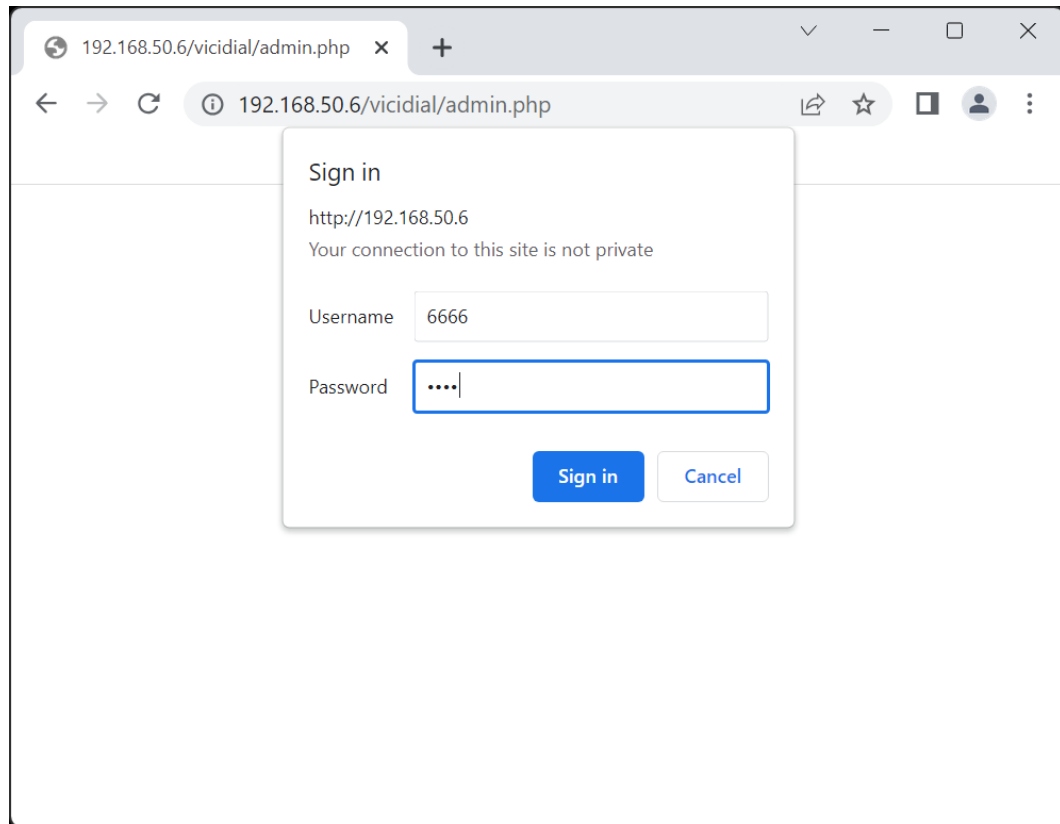 192.168.50.6/vicidial/admin.php
192.168.50.6/vicidial/admin.php
Sign in
http://192.168.50.6
Your connection to this site is not private
Username 6666
Password ••••
Sign in Cancel